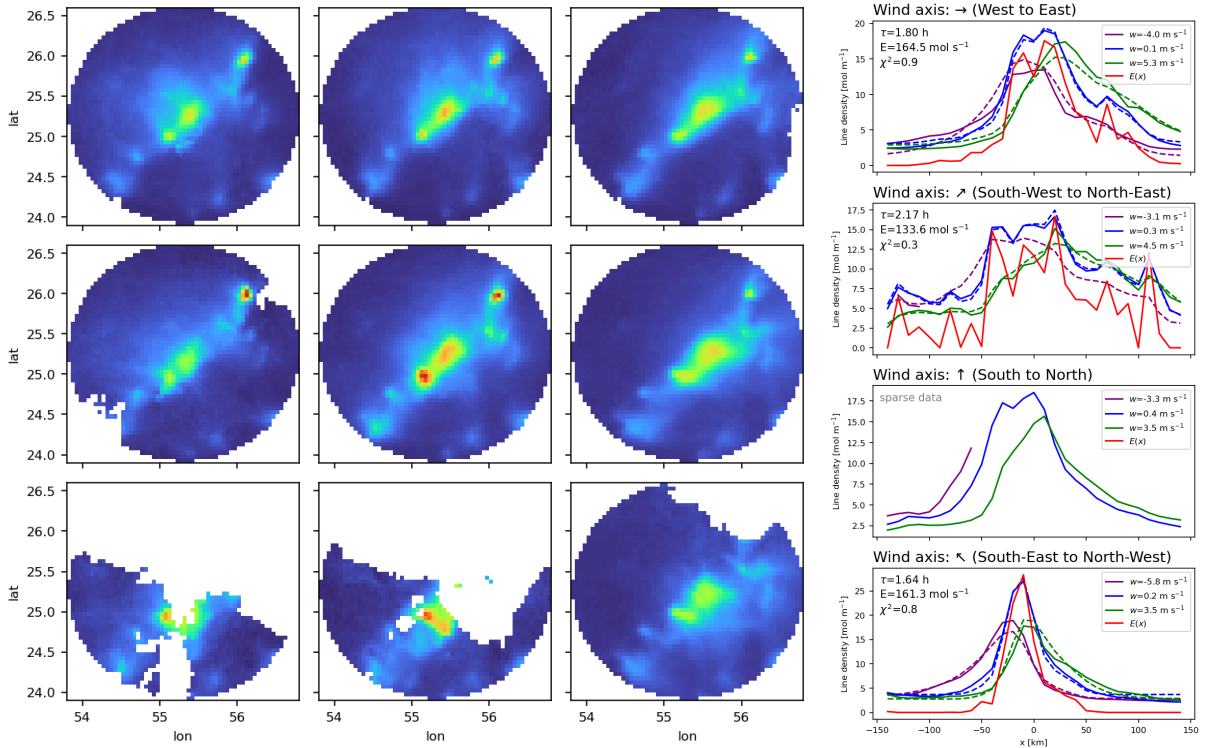 lat
26.5
26.0
25.5
25.0
24.5
24.0
lat
26.5
26.0
25.5
25.0
24.5
24.0
lat
26.5
26.0
25.5
25.0
24.5
24.0
54
55
56
lon
54
55
56
lon
54
55
56
lon
Wind axis: → (West to East)
τ=1.80 h
E=164.5 mol s⁻¹
χ²=0.9
w=-4.0 m s⁻¹
w=0.1 m s⁻¹
w=5.3 m s⁻¹
E(x)
Line density [mol m⁻¹]
20
15
10
5
0
Wind axis: ↗ (South-West to North-East)
τ=2.17 h
E=133.6 mol s⁻¹
χ²=0.3
w=-3.1 m s⁻¹
w=0.3 m s⁻¹
w=4.5 m s⁻¹
E(x)
Line density [mol m⁻¹]
17.5
15.0
12.5
10.0
7.5
5.0
2.5
0.0
Wind axis: ↑ (South to North)
sparse data
w=-3.3 m s⁻¹
w=0.4 m s⁻¹
w=3.5 m s⁻¹
E(x)
Line density [mol m⁻¹]
17.5
15.0
12.5
10.0
7.5
5.0
2.5
Wind axis: ↖ (South-East to North-West)
τ=1.64 h
E=161.3 mol s⁻¹
χ²=0.8
w=-5.8 m s⁻¹
w=0.2 m s⁻¹
w=3.5 m s⁻¹
E(x)
Line density [mol m⁻¹]
25
20
15
10
5
0
−150
−100
−50
0
50
100
150
x [km]